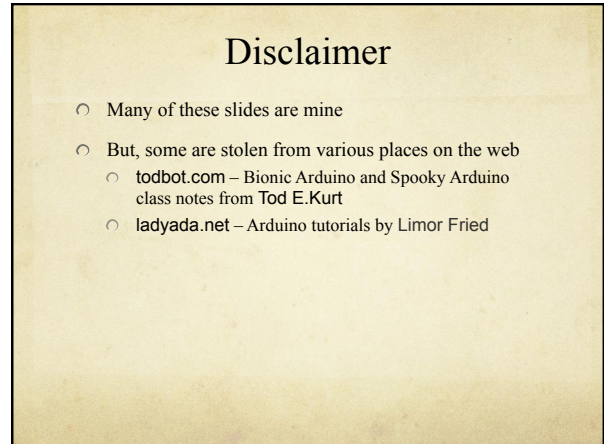 Disclaimer
Many of these slides are mine
But, some are stolen from various places on the web
todbot.com – Bionic Arduino and Spooky Arduino
class notes from Tod E.Kurt
ladyada.net – Arduino tutorials by Limor Fried